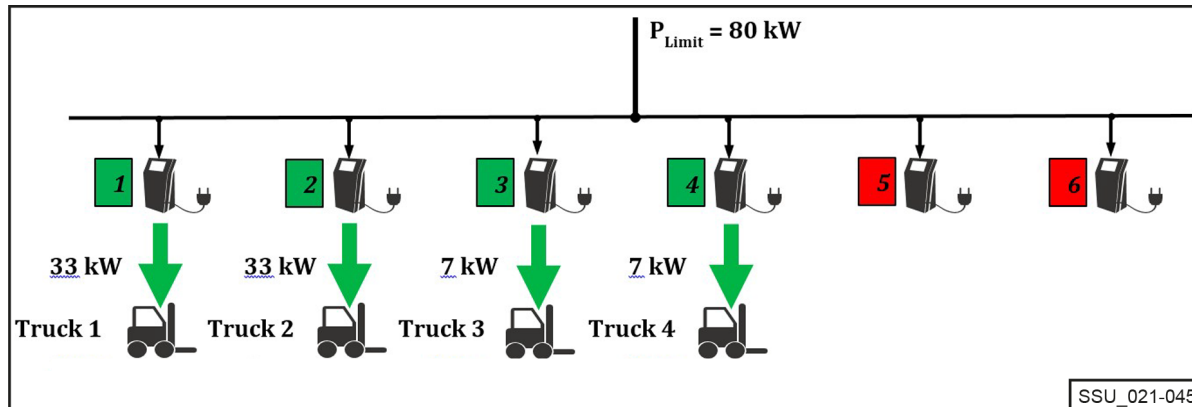 P Limit = 80 kW
1 2 3 4 5 6
33 kW 33 kW 7 kW 7 kW
Truck 1 Truck 2 Truck 3 Truck 4
SSU_021-045